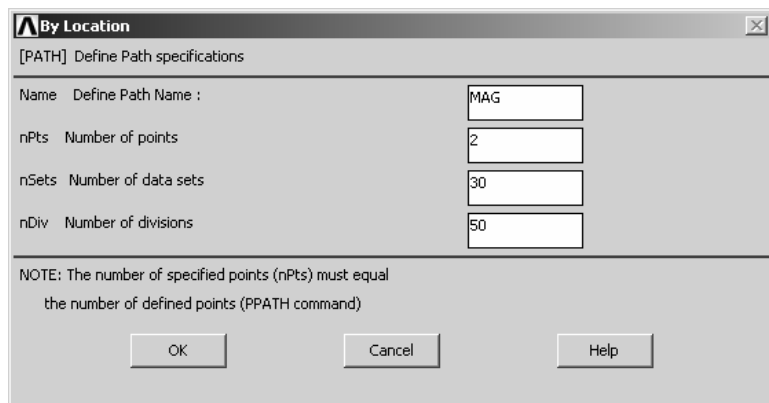 By Location
[PATH] Define Path specifications
Name Define Path Name :
MAG
nPts Number of points
2
nSets Number of data sets
30
nDiv Number of divisions
50
NOTE: The number of specified points (nPts) must equal
the number of defined points (PPATH command)
OK Cancel Help